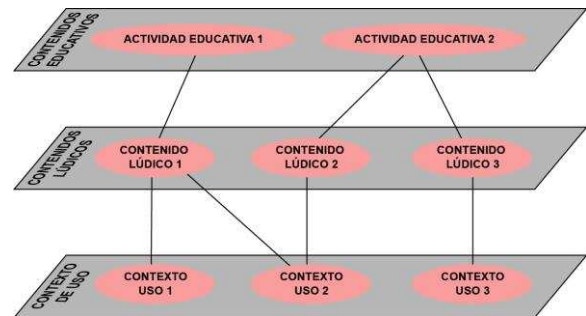 CONTENIDOS
EDUCATIVOS
ACTIVIDAD EDUCATIVA 1
ACTIVIDAD EDUCATIVA 2
CONTENIDOS
LÚDICOS
CONTENIDO
LÚDICO 1
CONTENIDO
LÚDICO 2
CONTENIDO
LÚDICO 3
CONTEXTO
DE USO
CONTEXTO
USO 1
CONTEXTO
USO 2
CONTEXTO
USO 3